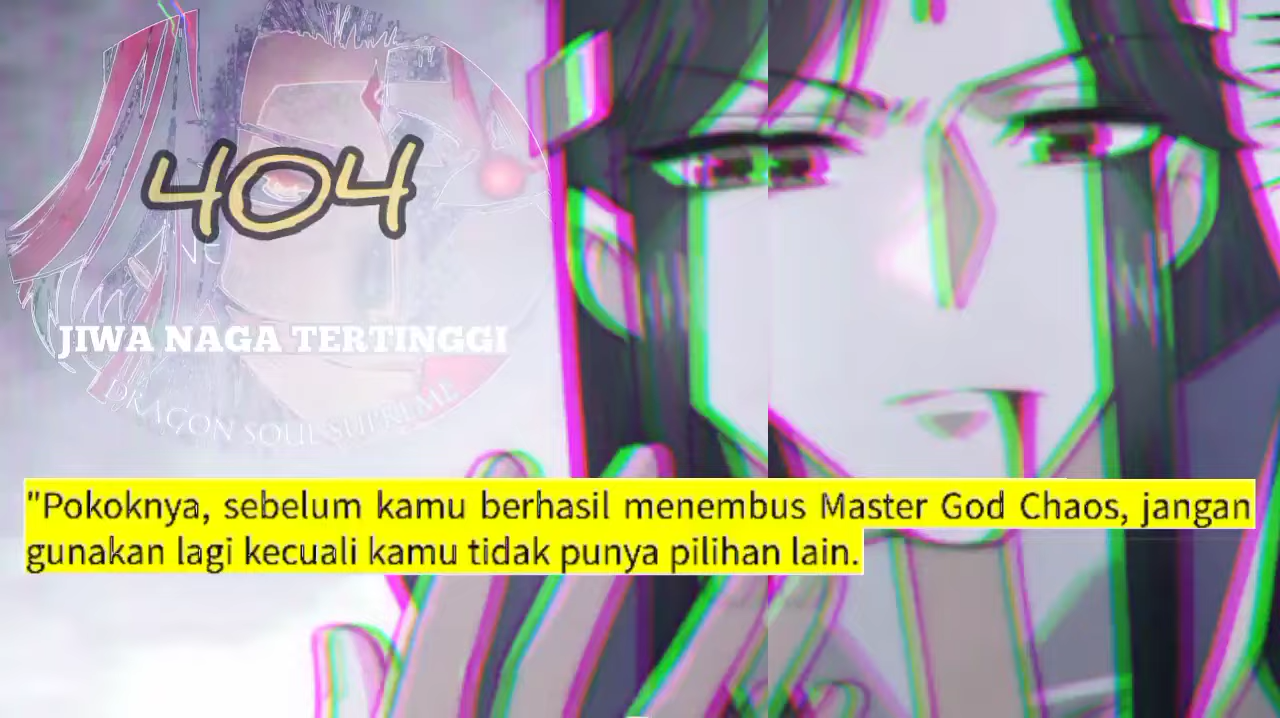 404
JIWA NAGA TERTINGGI
DRAGON SOUL SUPREME
"Pokoknya, sebelum kamu berhasil menembus Master God Chaos, jangan
gunakan lagi kecuali kamu tidak punya pilihan lain.